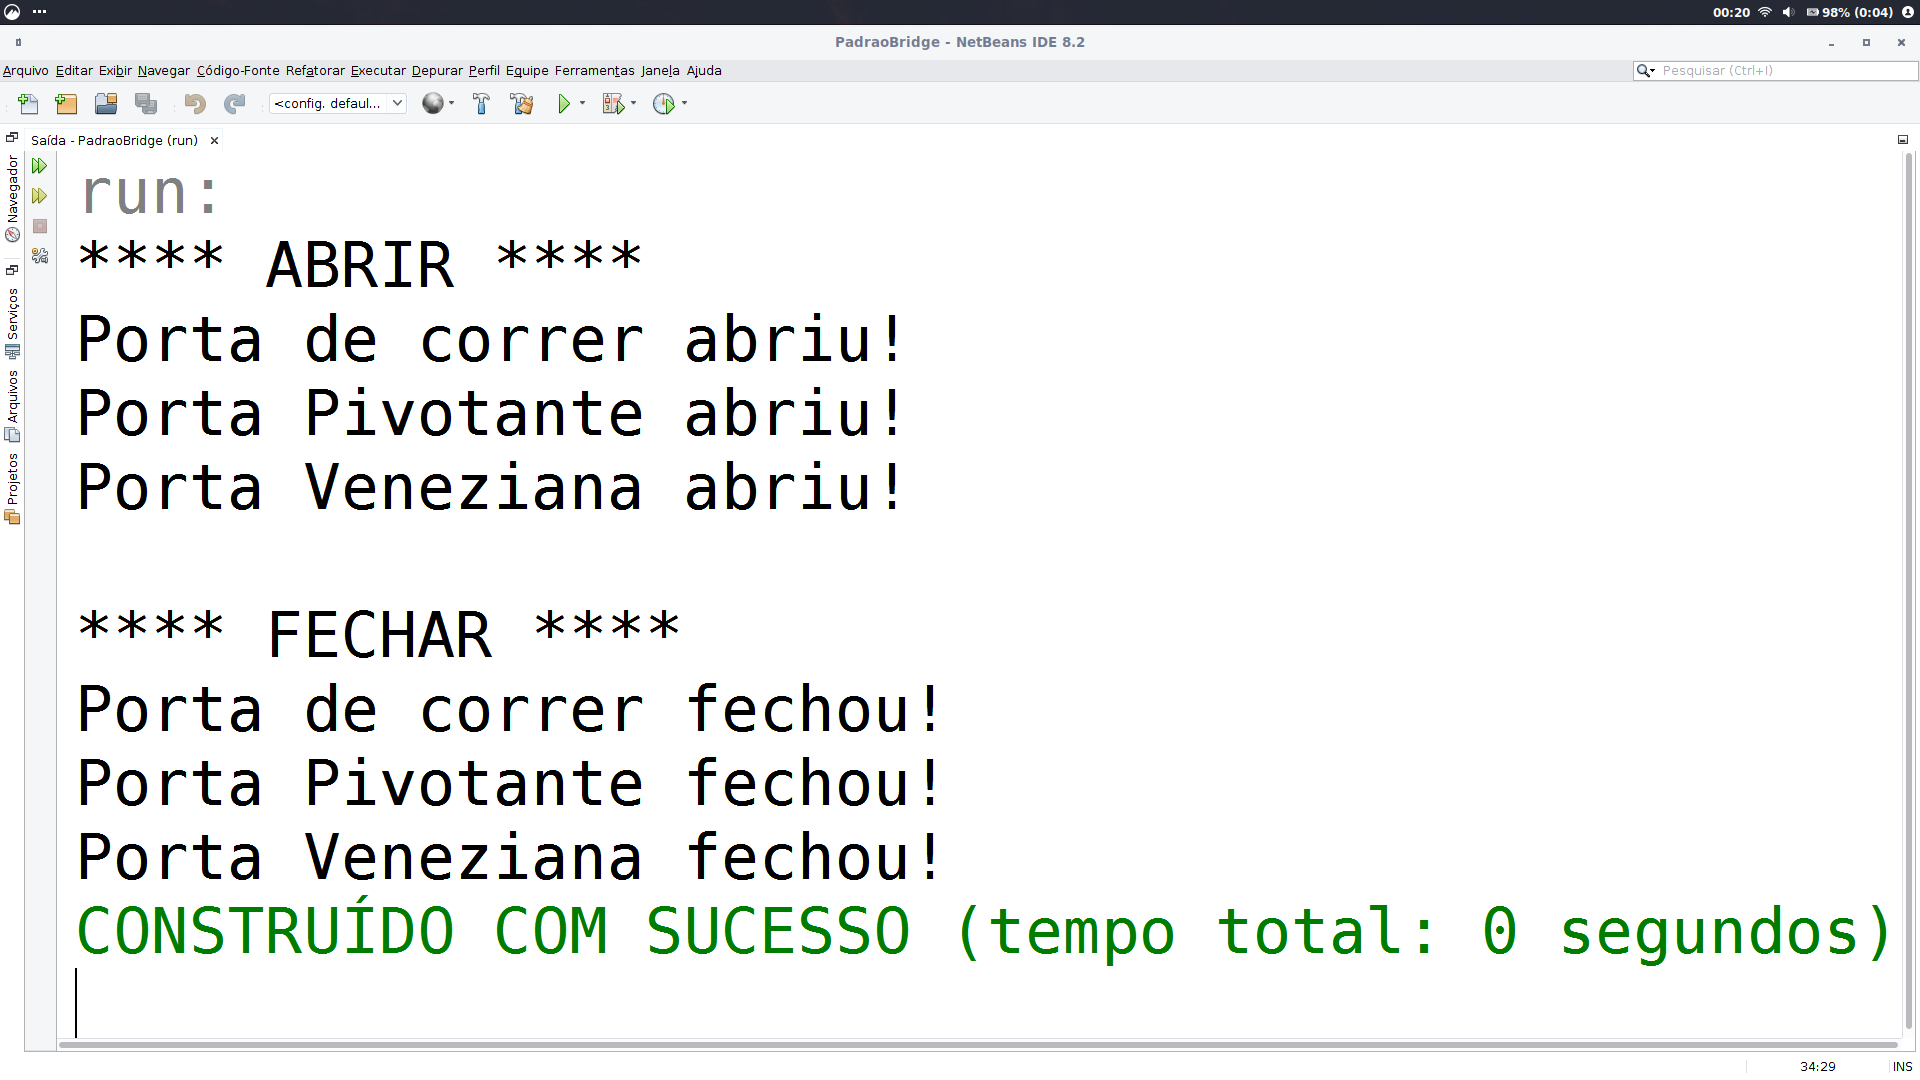 00:20 98% (0:04)
PadraoBridge - NetBeans IDE 8.2
Arquivo Editar Exibir Navegar Código-Fonte Refatorar Executar Depurar Perfil Equipe Ferramentas Janela Ajuda
Pesquisar (Ctrl+I)
<config. defaul...
Saída - PadraoBridge (run)
Navegador
Serviços
Arquivos
Projetos
run:
**** ABRIR ****
Porta de correr abriu!
Porta Pivotante abriu!
Porta Veneziana abriu!
**** FECHAR ****
Porta de correr fechou!
Porta Pivotante fechou!
Porta Veneziana fechou!
CONSTRUÍDO COM SUCESSO (tempo total: 0 segundos)
34:29 INS